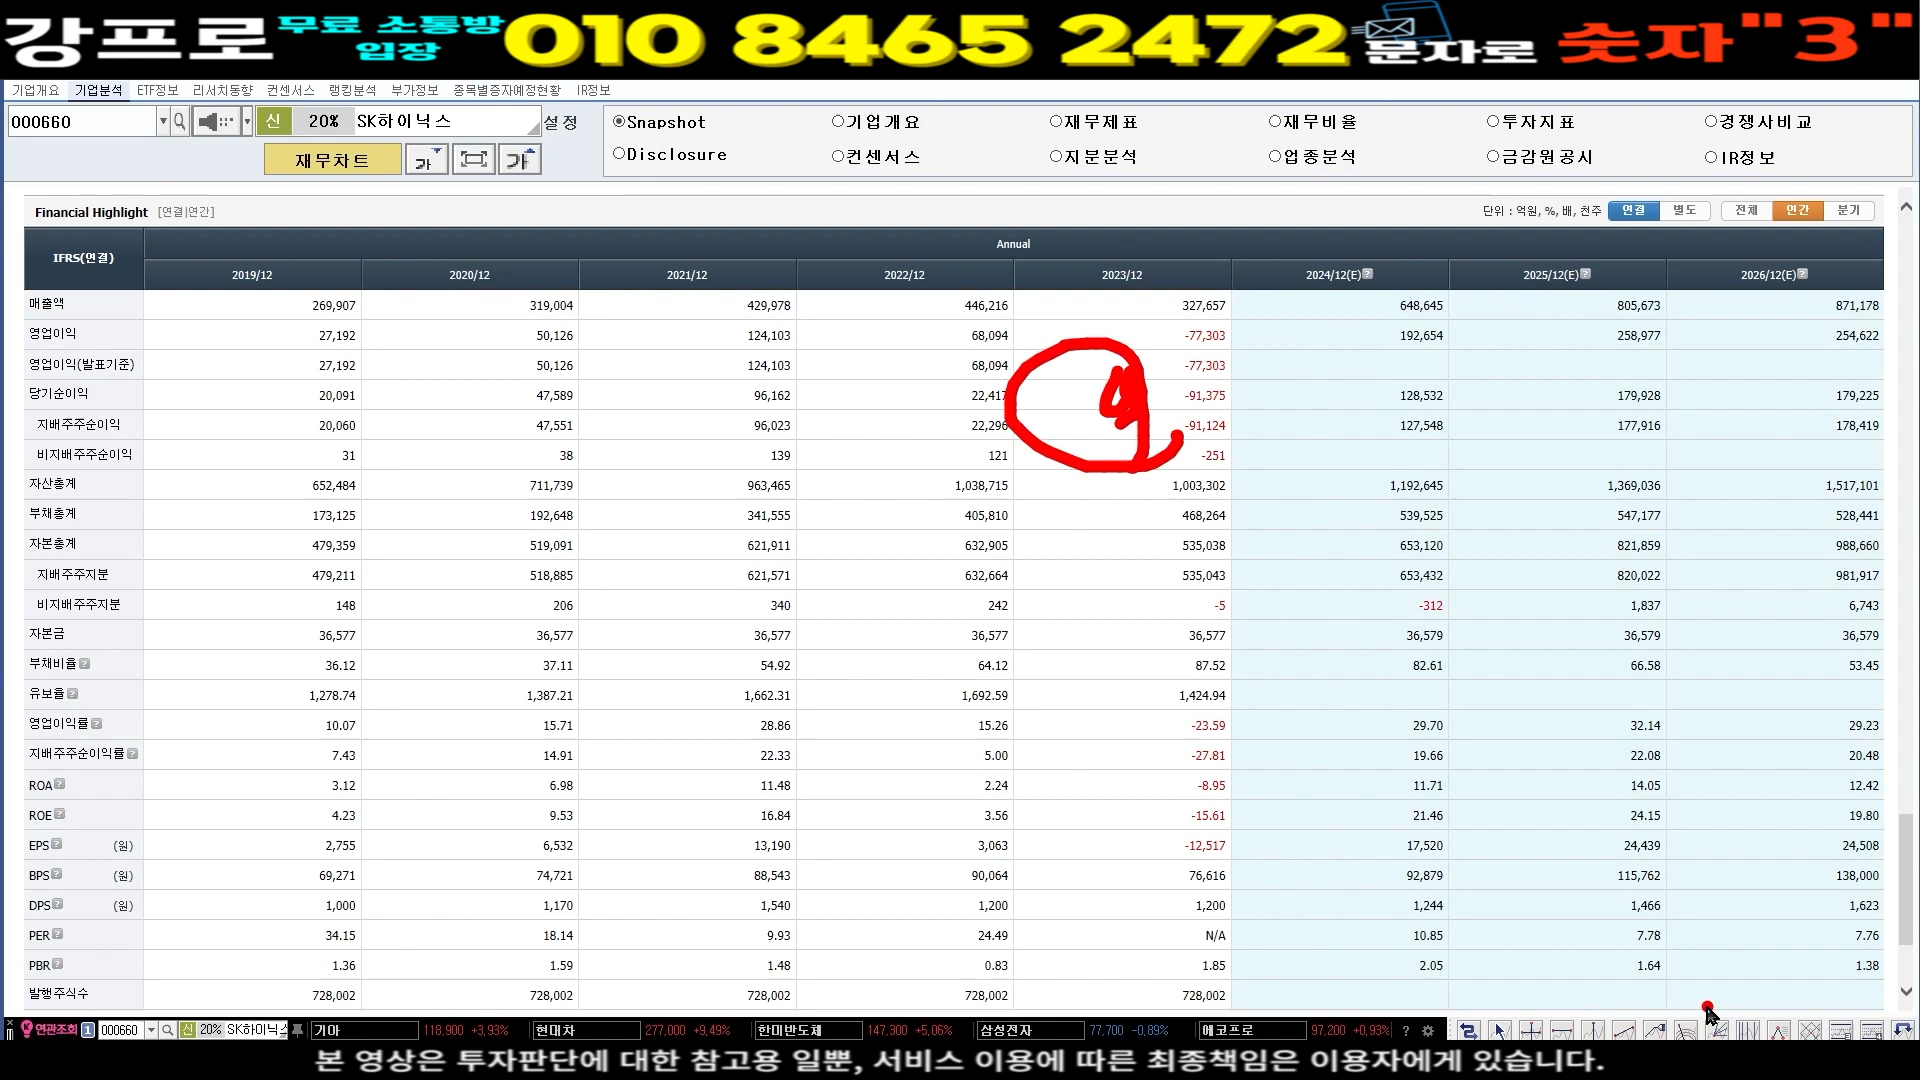 강프로 무료 소통방 입장 010 8465 2472 문자로 숫자"3"
기업개요 기업분석 ETF정보 리서치동향 컨센서스 랭킹분석 부가정보 종목별증자예정현황 IR정보
000660 신 20% SK하이닉스 설정
재무차트 가 가
Snapshot 기업개요 재무제표 재무비율 투자지표 경쟁사비교
Disclosure 컨센서스 지분분석 업종분석 금감원공시 IR정보
Financial Highlight [연결|연간] 단위 : 억원, %, 배, 천주 연결 별도 전체 연간 분기
IFRS(연결) Annual
2019/12 2020/12 2021/12 2022/12 2023/12 2024/12(E) 2025/12(E) 2026/12(E)
매출액 269,907 319,004 429,978 446,216 327,657 648,645 805,673 871,178
영업이익 27,192 50,126 124,103 68,094 -77,303 192,654 258,977 254,622
영업이익(발표기준) 27,192 50,126 124,103 68,094 -77,303
당기순이익 20,091 47,589 96,162 22,417 -91,375 128,532 179,928 179,225
지배주주순이익 20,060 47,551 96,023 22,296 -91,124 127,548 177,916 178,419
비지배주주순이익 31 38 139 121 -251
자산총계 652,484 711,739 963,465 1,038,715 1,003,302 1,192,645 1,369,036 1,517,101
부채총계 173,125 192,648 341,555 405,810 468,264 539,525 547,177 528,441
자본총계 479,359 519,091 621,911 632,905 535,038 653,120 821,859 988,660
지배주주지분 479,211 518,885 621,571 632,664 535,043 653,432 820,022 981,917
비지배주주지분 148 206 340 242 -5 -312 1,837 6,743
자본금 36,577 36,577 36,577 36,577 36,577 36,579 36,579 36,579
부채비율 36.12 37.11 54.92 64.12 87.52 82.61 66.58 53.45
유보율 1,278.74 1,387.21 1,662.31 1,692.59 1,424.94
영업이익률 10.07 15.71 28.86 15.26 -23.59 29.70 32.14 29.23
지배주주순이익률 7.43 14.91 22.33 5.00 -27.81 19.66 22.08 20.48
ROA 3.12 6.98 11.48 2.24 -8.95 11.71 14.05 12.42
ROE 4.23 9.53 16.84 3.56 -15.61 21.46 24.15 19.80
EPS (원) 2,755 6,532 13,190 3,063 -12,517 17,520 24,439 24,508
BPS (원) 69,271 74,721 88,543 90,064 76,616 92,879 115,762 138,000
DPS (원) 1,000 1,170 1,540 1,200 1,200 1,244 1,466 1,623
PER 34.15 18.14 9.93 24.49 N/A 10.85 7.78 7.76
PBR 1.36 1.59 1.48 0.83 1.85 2.05 1.64 1.38
발행주식수 728,002 728,002 728,002 728,002 728,002
연관조회 1 000660 신 20% SK하이닉스 기아 118,900 +3,93% 현대차 277,000 +9,49% 한미반도체 147,300 +5,06% 삼성전자 77,700 -0,89% 에코프로 97,200 +0,93% ?
본 영상은 투자판단에 대한 참고용 일뿐, 서비스 이용에 따른 최종책임은 이용자에게 있습니다.